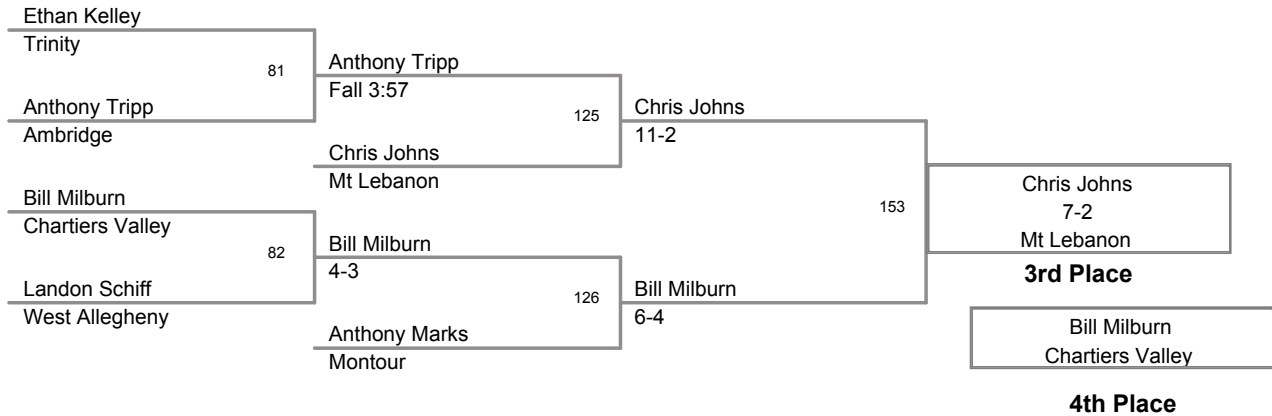 Ethan Kelley
Trinity
81
Anthony Tripp
Fall 3:57
Anthony Tripp
Ambridge
125
Chris Johns
11-2
Chris Johns
Mt Lebanon
Bill Milburn
Chartiers Valley
153
Chris Johns
7-2
Mt Lebanon
3rd Place
82
Bill Milburn
4-3
Landon Schiff
West Allegheny
126
Bill Milburn
6-4
Anthony Marks
Montour
Bill Milburn
Chartiers Valley
4th Place